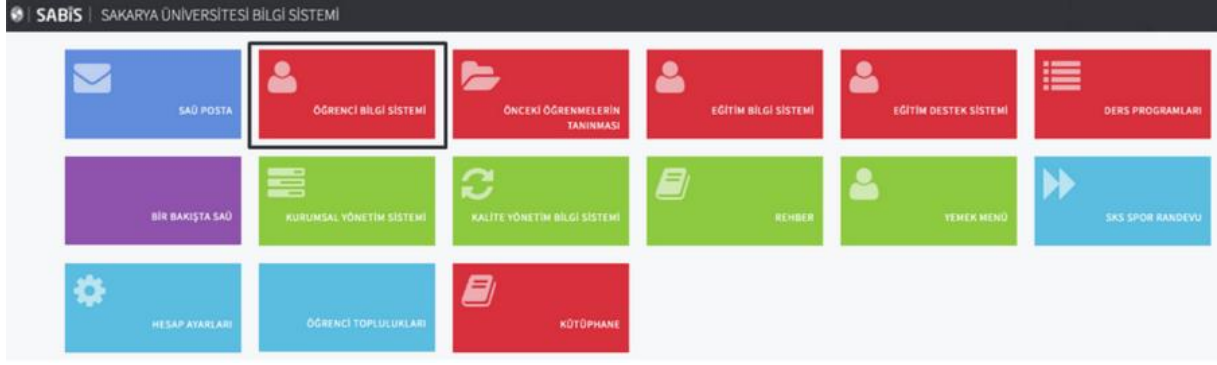 SABİS | SAKARYA ÜNİVERSİTESİ BİLGİ SİSTEMİ
SAÜ POSTA
ÖĞRENCİ BİLGİ SİSTEMİ
ÖNCEKİ ÖĞRENMELERİN
TANINMASI
EĞİTİM BİLGİ SİSTEMİ
EĞİTİM DESTEK SİSTEMİ
DERS PROGRAMLARI
BİR BAKIŞTA SAÜ
KURUMSAL YÖNETİM SİSTEMİ
KALİTE YÖNETİM BİLGİ SİSTEMİ
REHBER
YEMEK MENÜ
SKS SPOR RANDEVU
HESAP AYARLARI
ÖĞRENCİ TOPLULUKLARI
KÜTÜPHANE